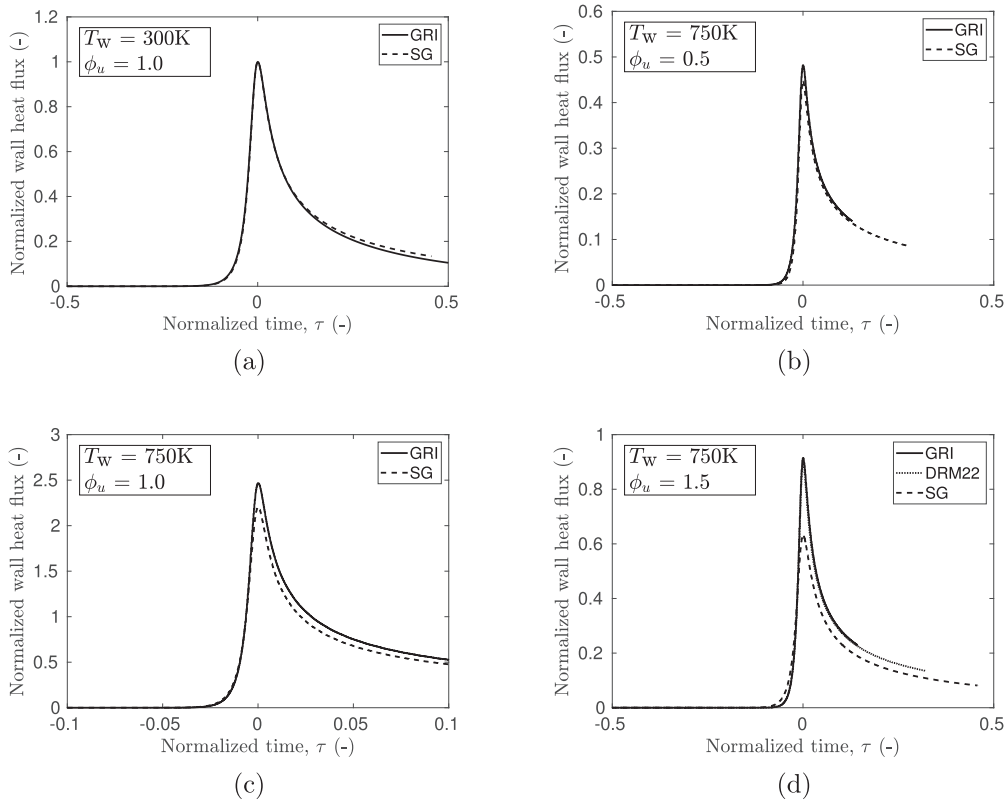 T_W = 300K
ϕ_u = 1.0
GRI
SG
Normalized wall heat flux (-)
1.2
1
0.8
0.6
0.4
0.2
0
-0.5
0
0.5
Normalized time, τ (-)
(a)
T_W = 750K
ϕ_u = 0.5
GRI
SG
Normalized wall heat flux (-)
0.6
0.5
0.4
0.3
0.2
0.1
0
-0.5
0
0.5
Normalized time, τ (-)
(b)
T_W = 750K
ϕ_u = 1.0
GRI
SG
Normalized wall heat flux (-)
3
2.5
2
1.5
1
0.5
0
-0.1
-0.05
0
0.05
0.1
Normalized time, τ (-)
(c)
T_W = 750K
ϕ_u = 1.5
GRI
DRM22
SG
Normalized wall heat flux (-)
1
0.8
0.6
0.4
0.2
0
-0.5
0
0.5
Normalized time, τ (-)
(d)